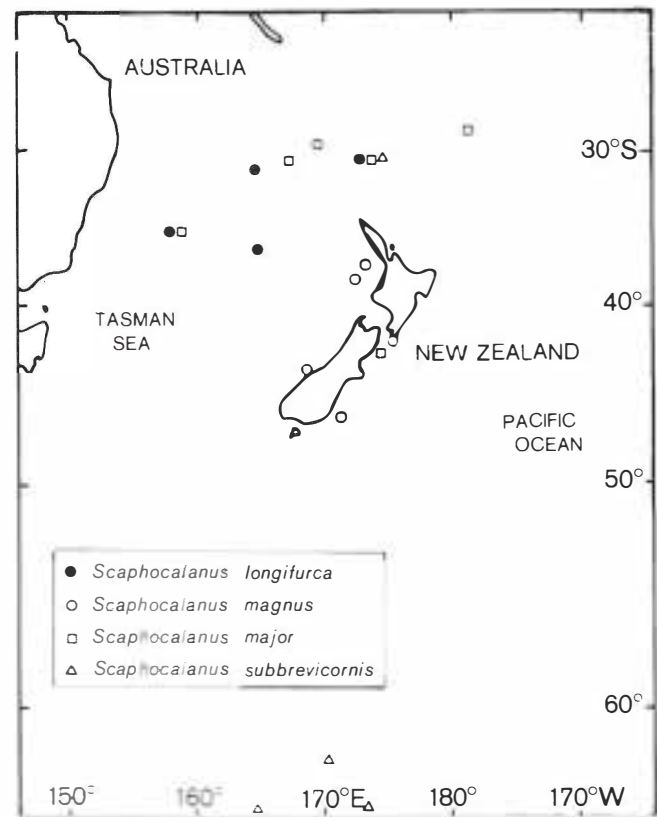 AUSTRALIA
30°S
40°
TASMAN
SEA
NEW ZEALAND
PACIFIC
OCEAN
50°
Scaphocalanus longifurca
Scaphocalanus magnus
Scaphocalanus major
Scaphocalanus subbrevicornis
60°
150° 160° 170°E 180° 170°W